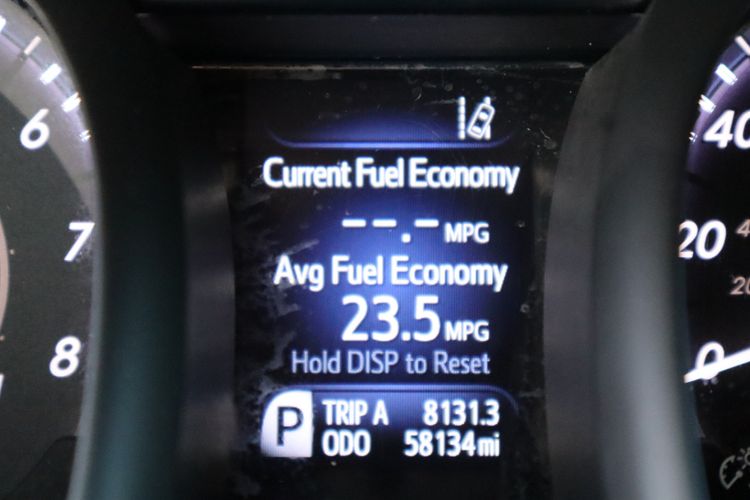 Current Fuel Economy
--.- MPG
Avg Fuel Economy
23.5 MPG
Hold DISP to Reset
P TRIP A 8131.3
ODO 58134 mi
6
7
8
40
20
0
20